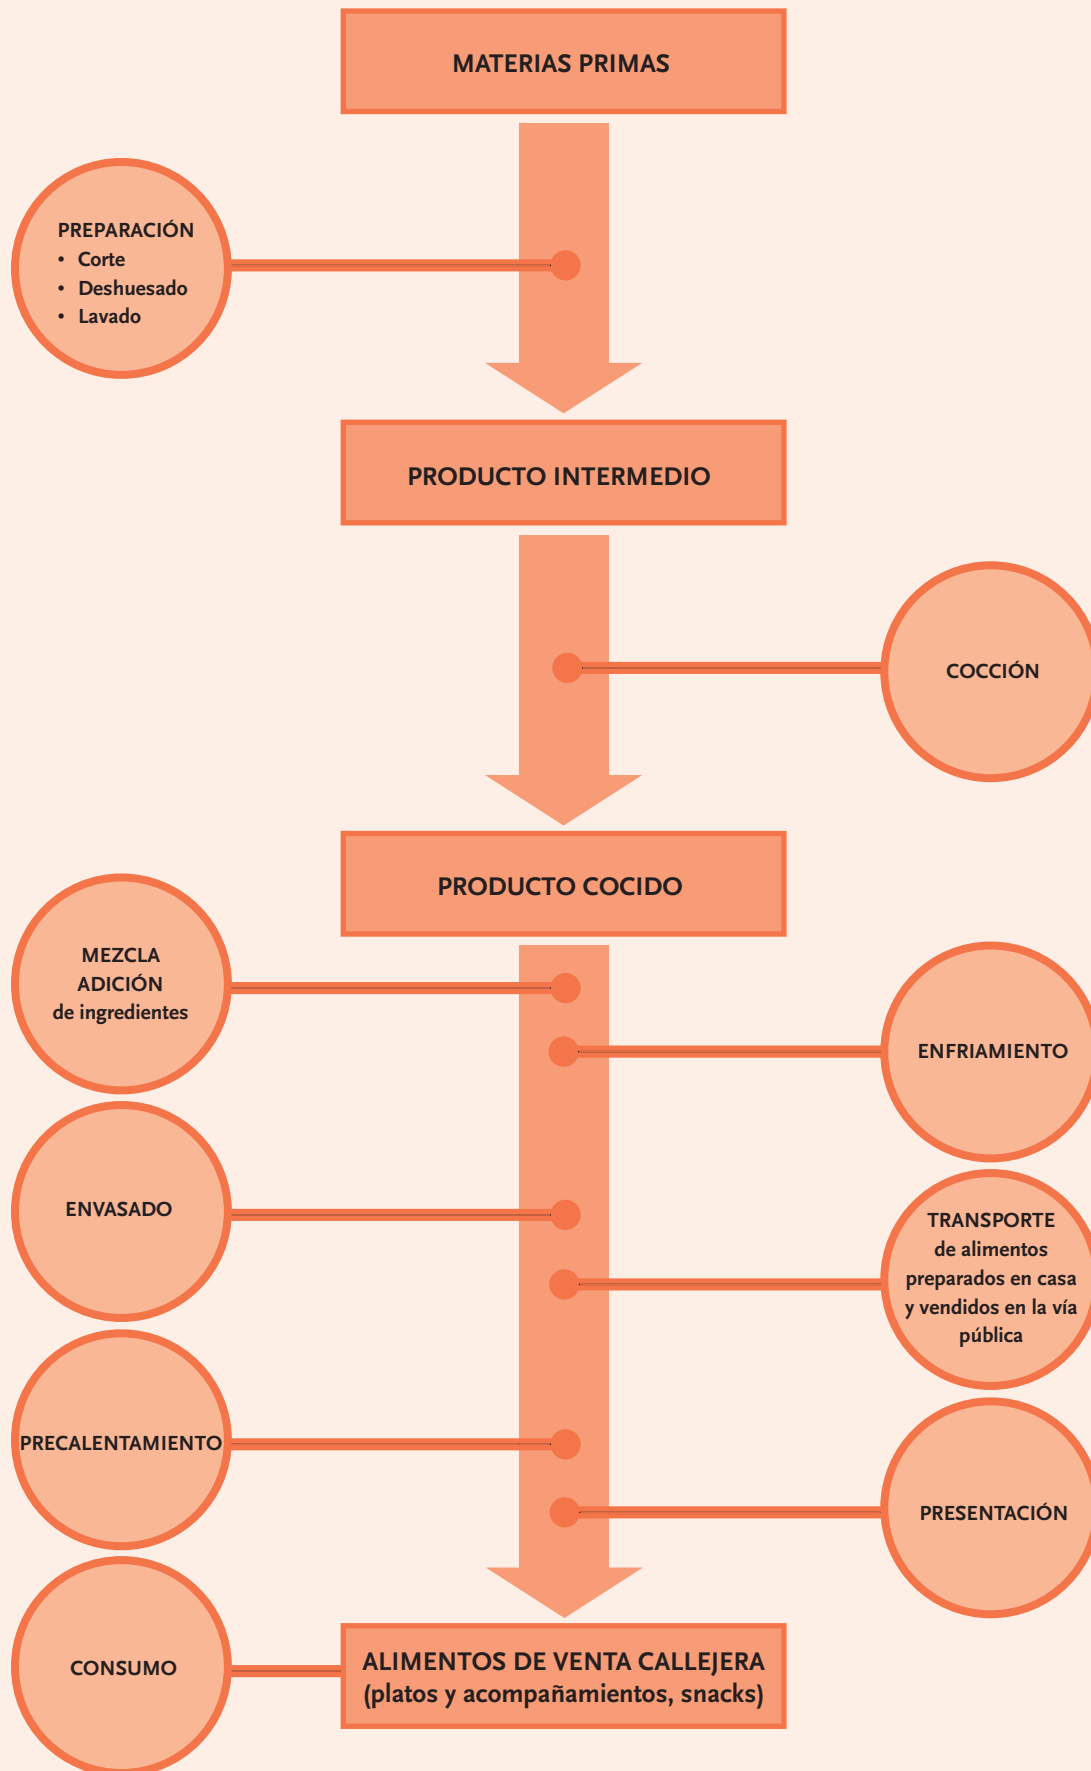 MATERIAS PRIMAS
PREPARACIÓN
• Corte
• Deshuesado
• Lavado
PRODUCTO INTERMEDIO
COCCIÓN
PRODUCTO COCIDO
MEZCLA
ADICIÓN
de ingredientes
ENFRIAMIENTO
ENVASADO
TRANSPORTE
de alimentos
preparados en casa
y vendidos en la vía
pública
PRECALENTAMIENTO
PRESENTACIÓN
CONSUMO
ALIMENTOS DE VENTA CALLEJERA
(platos y acompañamientos, snacks)